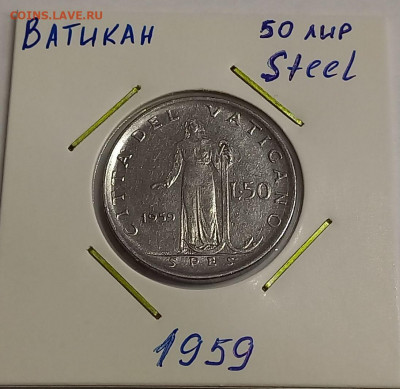 COINS.LAVE.RU
Ватикан 50 лир
Steel
CITTA DEL VATICANO
1959
L.50
SPES
1959